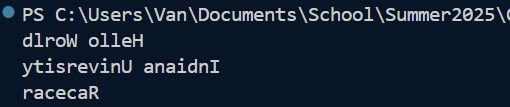 PS C:\Users\Van\Documents\School\Summer2025\
dlroW olleH
ytisrevinU anaidnI
racecaR